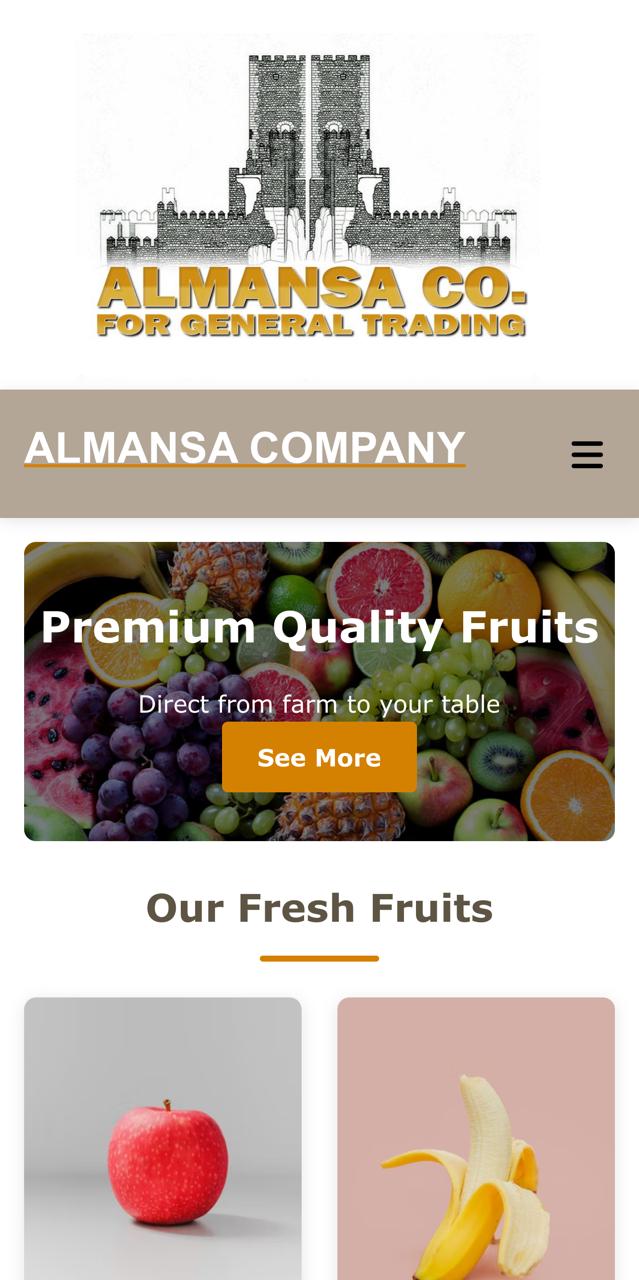 ALMANSA CO.
FOR GENERAL TRADING
ALMANSA COMPANY
Premium Quality Fruits
Direct from farm to your table
See More
Our Fresh Fruits